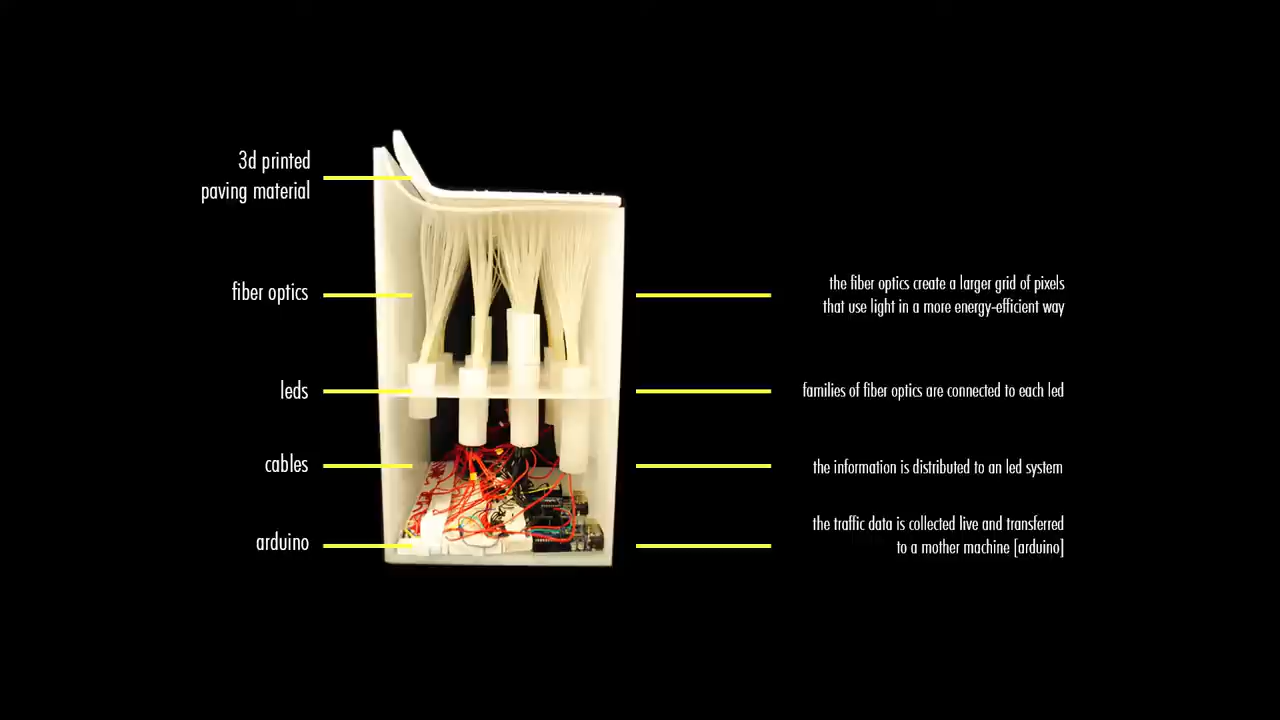 3d printed
paving material
fiber optics
the fiber optics create a larger grid of pixels
that use light in a more energy-efficient way
leds
families of fiber optics are connected to each led
cables
the information is distributed to an led system
arduino
the traffic data is collected live and transferred
to a mother machine [arduino]